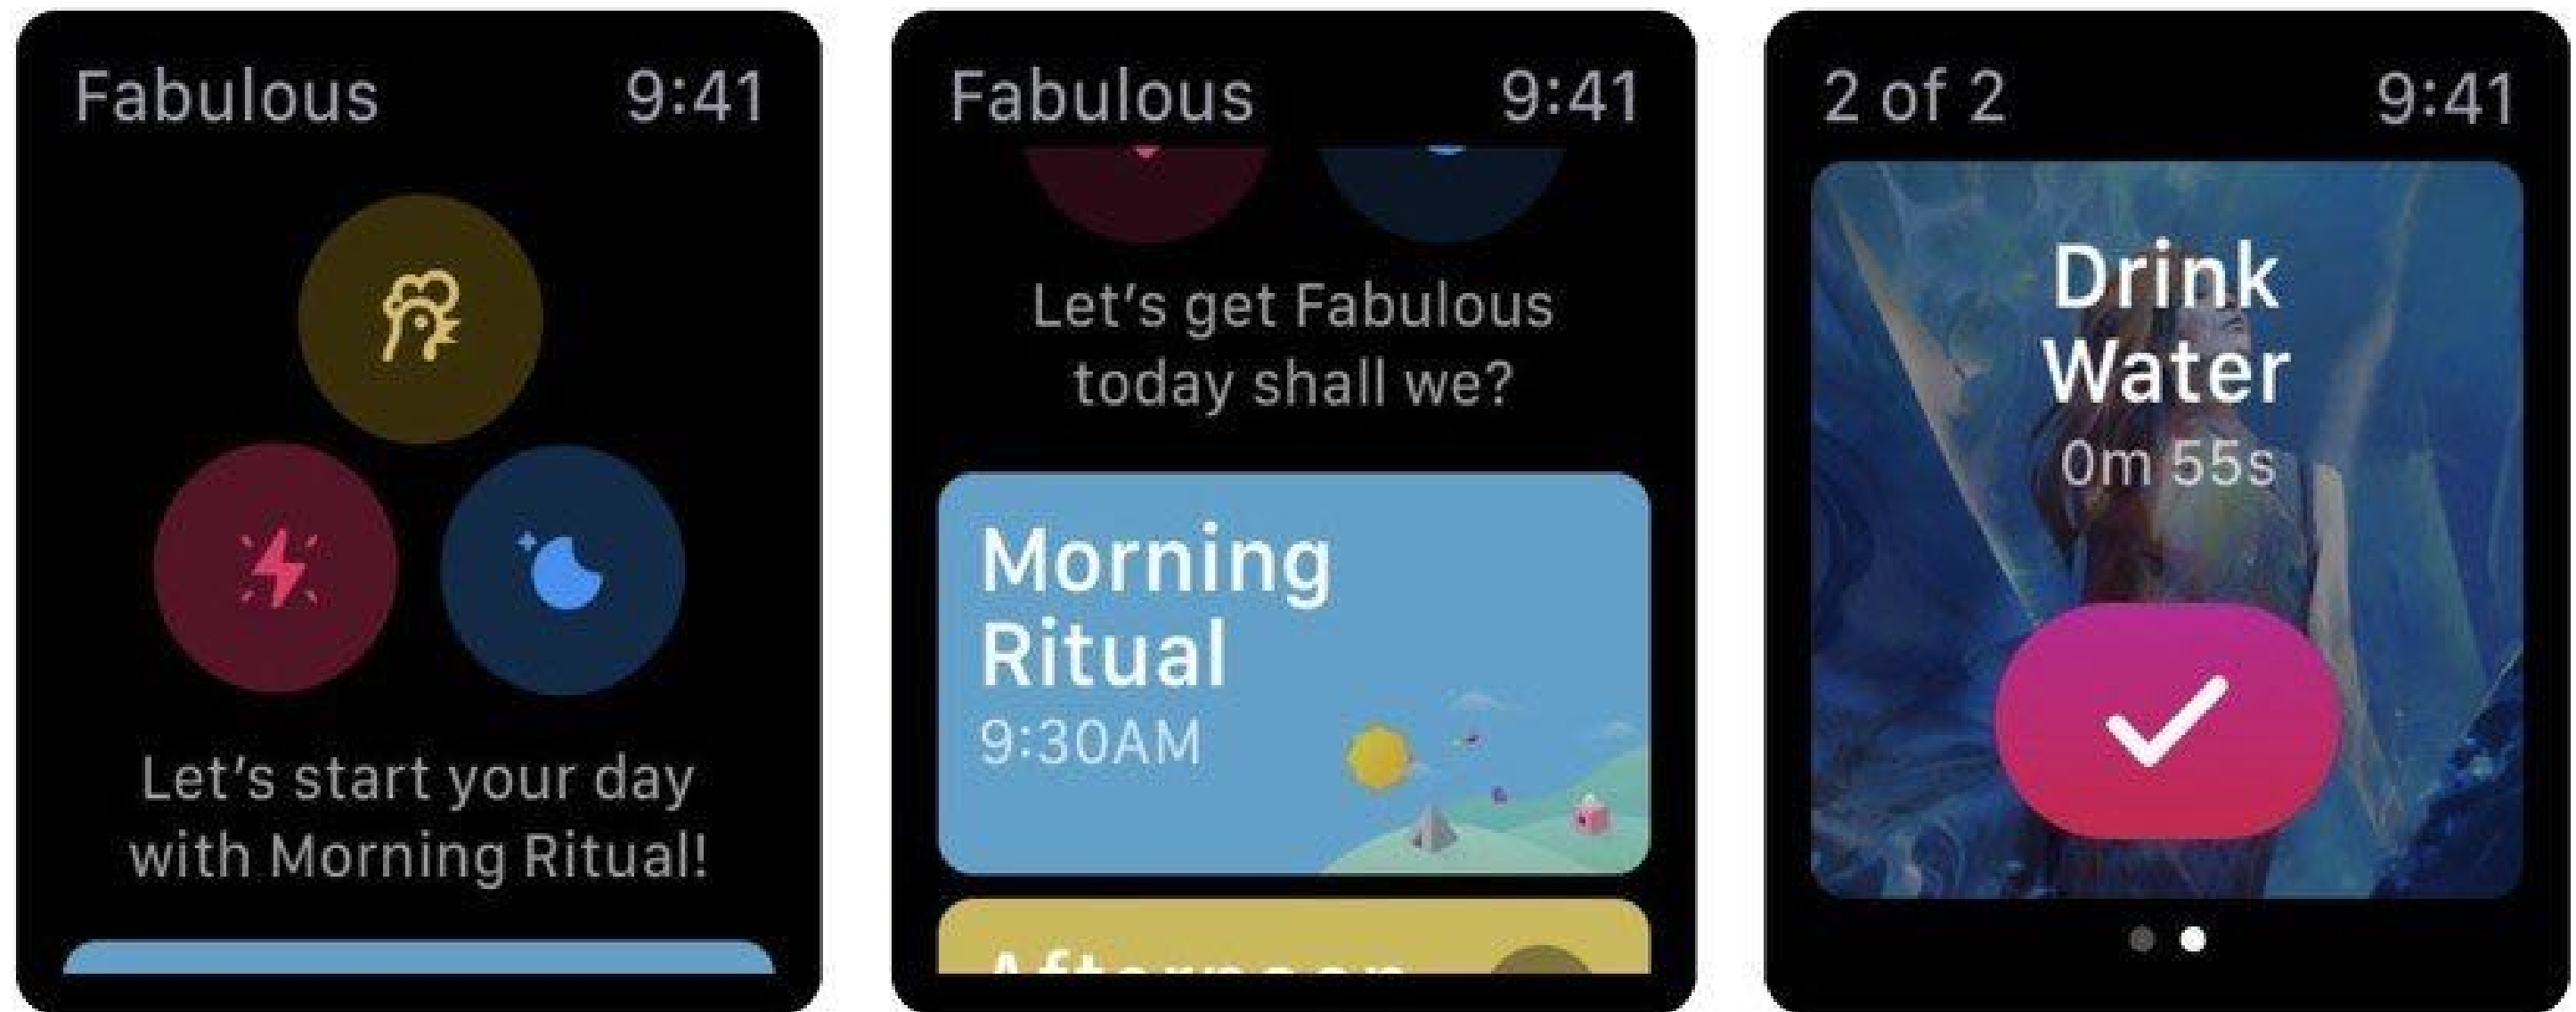 Fabulous 9:41
Let's start your day
with Morning Ritual!
Fabulous 9:41
Let's get Fabulous
today shall we?
Morning
Ritual
9:30AM
Afternoon
2 of 2 9:41
Drink
Water
0m 55s